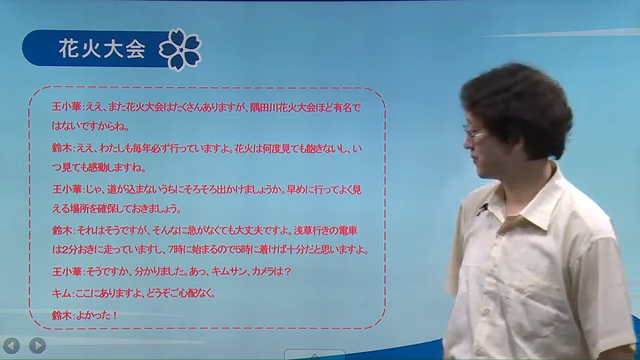 花火大会
王小華：ええ、また花火大会はたくさんありますが、隅田川花火大会ほど有名で
はないですからね。
鈴木：ええ、わたしも毎年必ず行っていますよ。花火は何度見ても飽きないし、い
つ見ても感動しますね。
王小華：じゃ、道が込まないうちにそろそろ出かけましょうか。早めに行ってよく見
える場所を確保しておきましょう。
鈴木：それはそうですが、そんなに急がなくても大丈夫ですよ。浅草行きの電車
は２分おきに走っていますし、７時に始まるので５時に着けば十分だと思いますよ。
王小華：そうですか、分かりました。あっ、キムサン、カメラは？
キム：ここにありますよ、どうぞご心配なく。
鈴木：よかった！